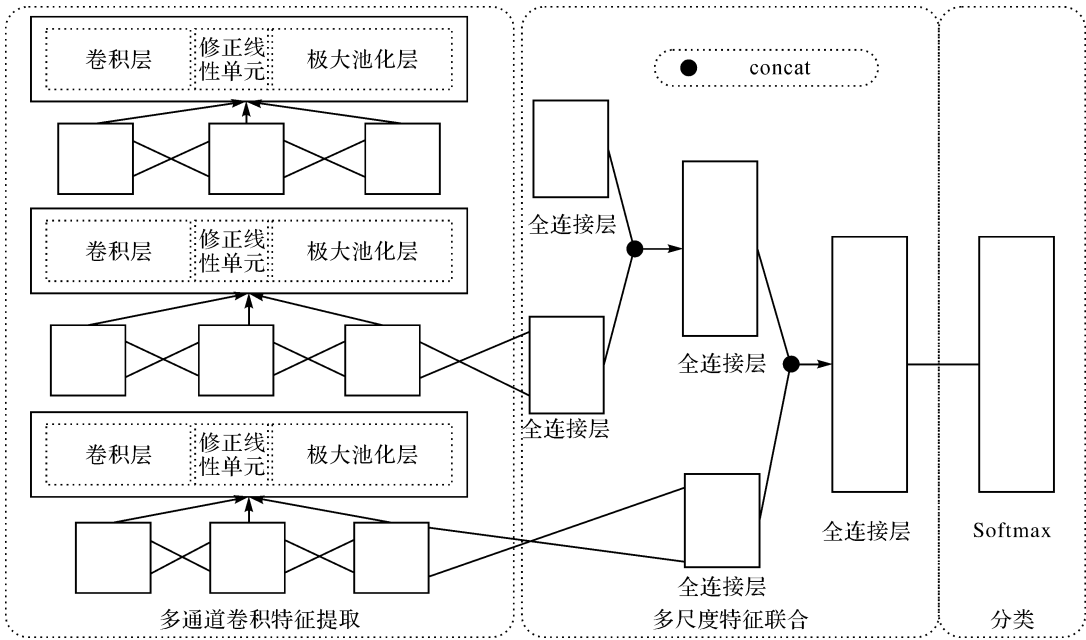 卷积层
修正线
性单元
极大池化层
concat
全连接层
卷积层
修正线
性单元
极大池化层
全连接层
全连接层
卷积层
修正线
性单元
极大池化层
全连接层
全连接层
Softmax
多通道卷积特征提取
多尺度特征联合
分类